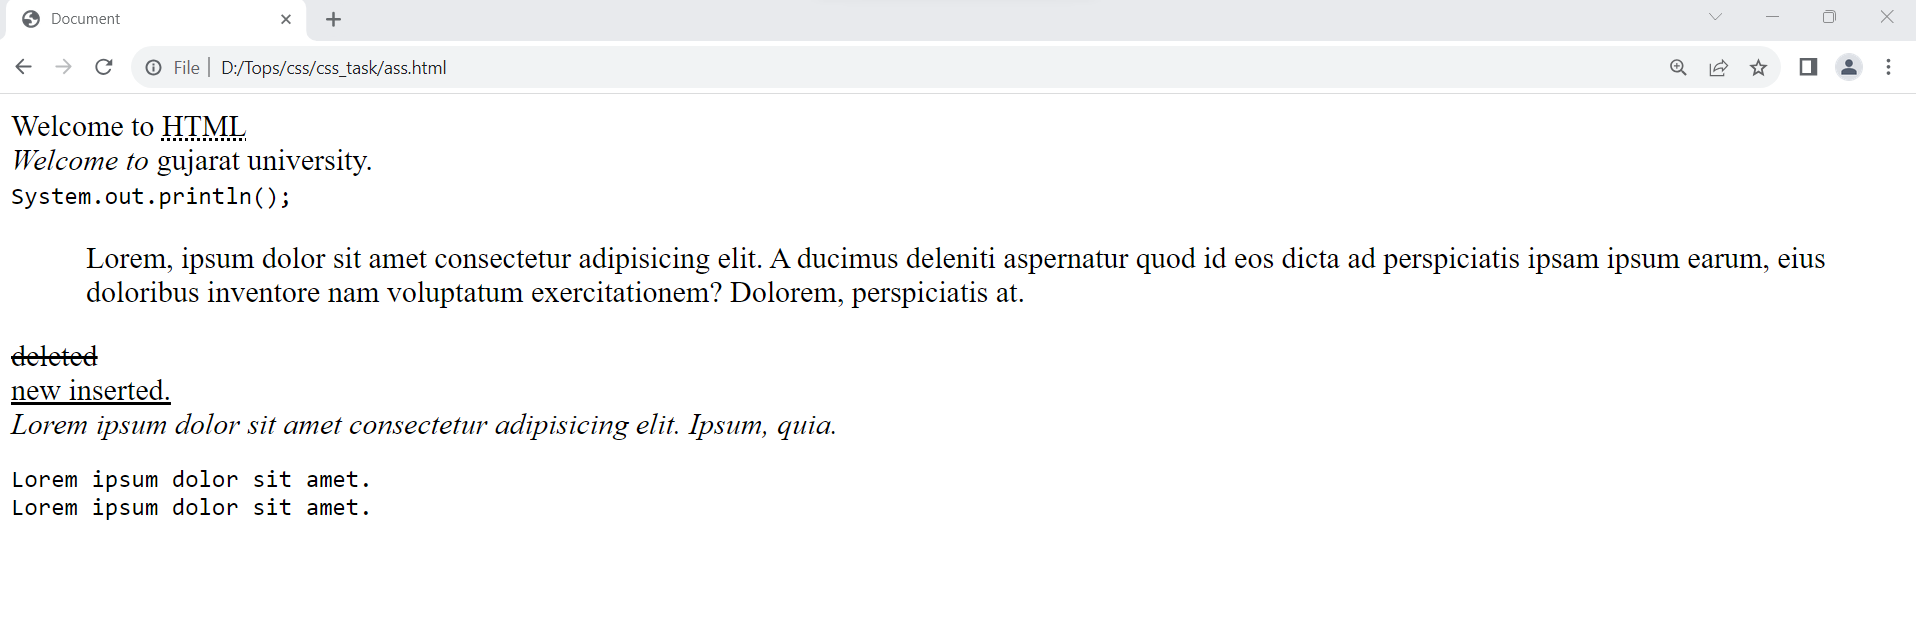 Document
File
D:/Tops/css/css_task/ass.html
Welcome to HTML
Welcome to gujarat university.
System.out.println();
Lorem, ipsum dolor sit amet consectetur adipisicing elit. A ducimus deleniti aspernatur quod id eos dicta ad perspiciatis ipsam ipsum earum, eius
doloribus inventore nam voluptatum exercitationem? Dolorem, perspiciatis at.
deleted
new inserted.
Lorem ipsum dolor sit amet consectetur adipisicing elit. Ipsum, quia.
Lorem ipsum dolor sit amet.
Lorem ipsum dolor sit amet.